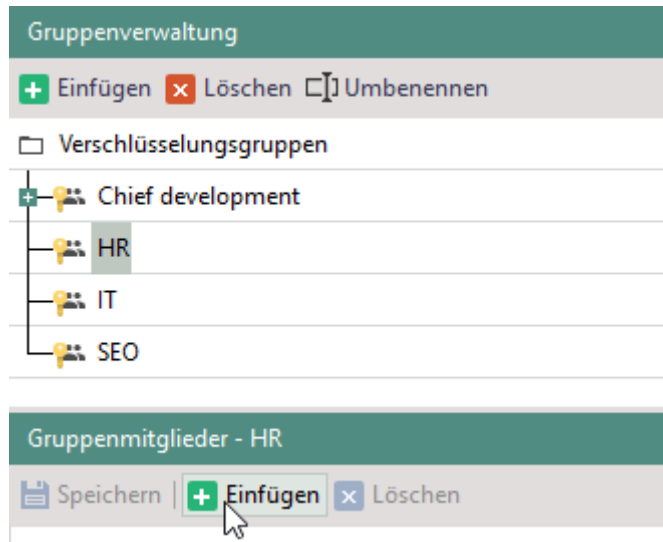 Gruppenverwaltung
Einfügen Löschen Umbenennen
Verschlüsselungsgruppen
Chief development
HR
IT
SEO
Gruppenmitglieder - HR
Speichern | Einfügen Löschen